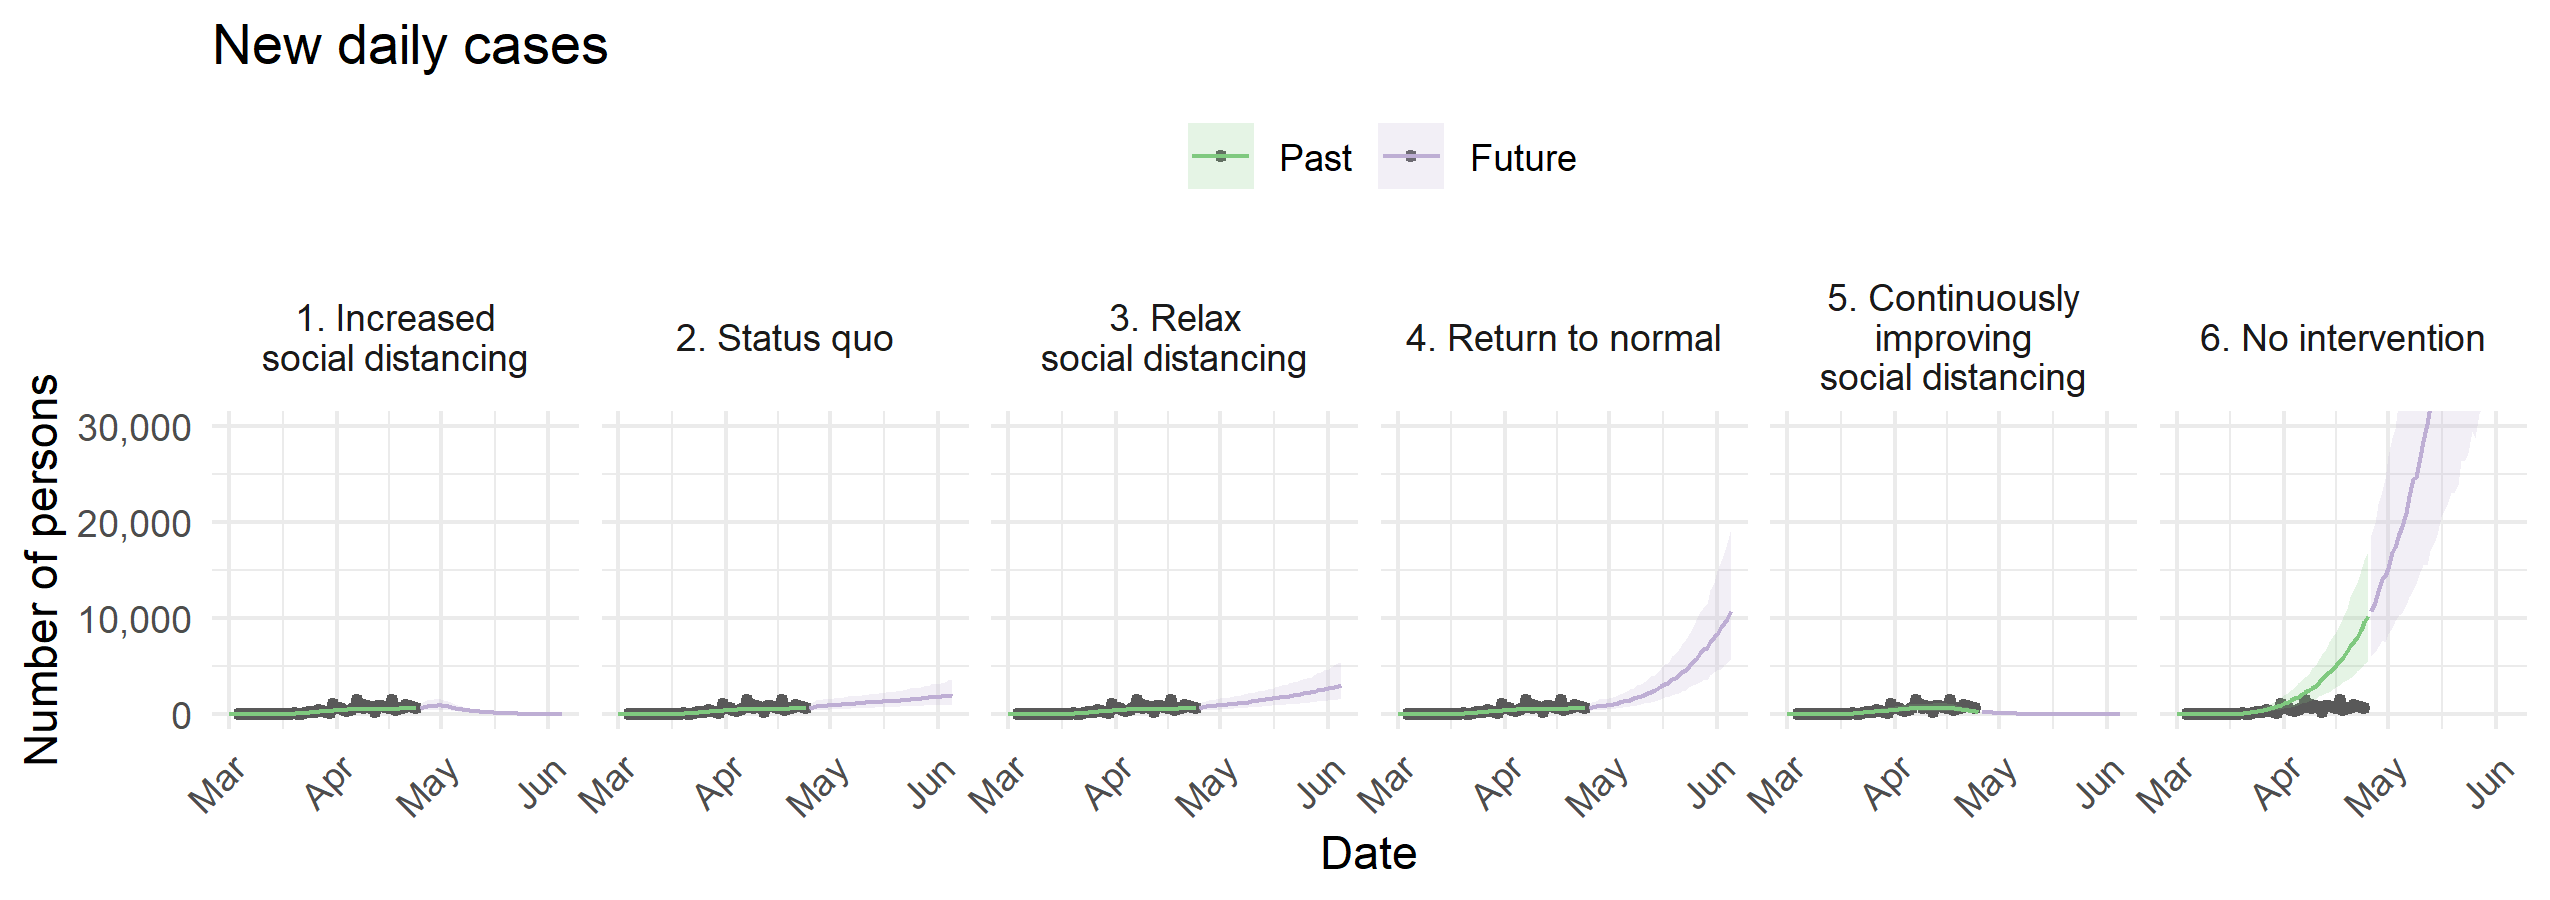 New daily cases
Past Future
1. Increased
social distancing
2. Status quo
3. Relax
social distancing
4. Return to normal
5. Continuously
improving
social distancing
6. No intervention
Number of persons
30,000
20,000
10,000
0
Mar Apr May Jun Mar Apr May Jun Mar Apr May Jun Mar Apr May Jun Mar Apr May Jun Mar Apr May Jun
Date